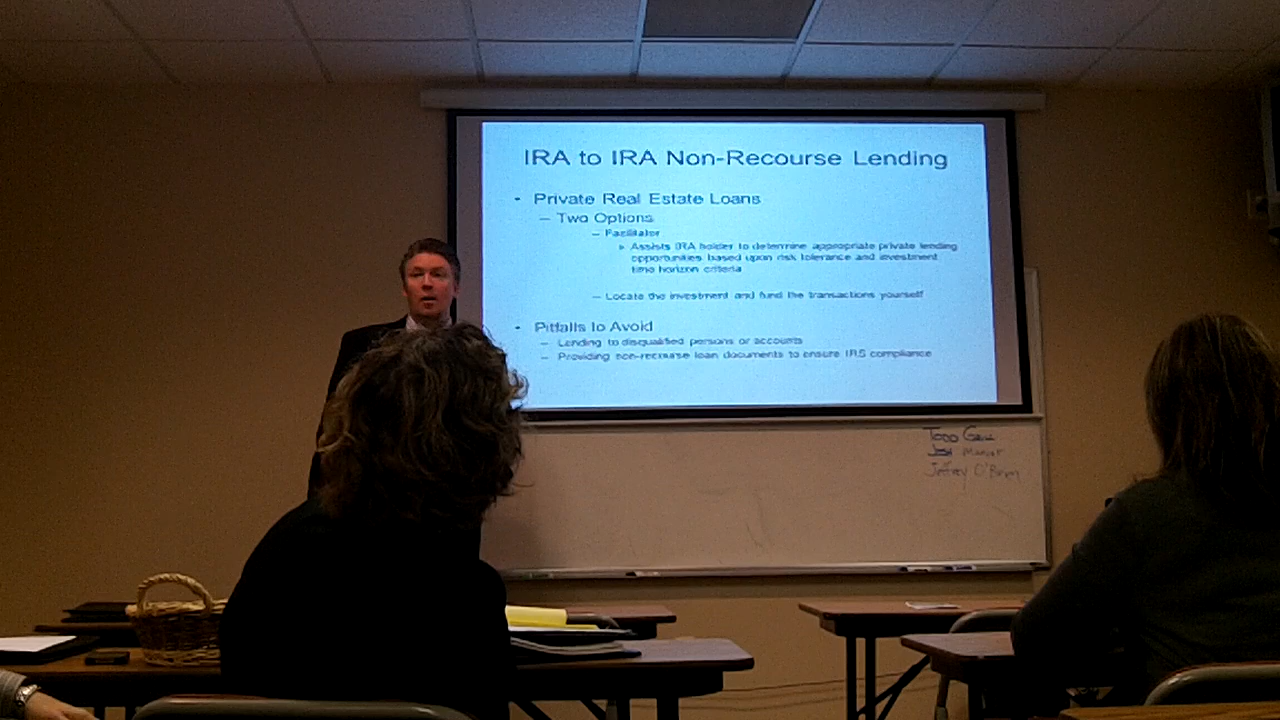 IRA to IRA Non-Recourse Lending
• Private Real Estate Loans
– Two Options
– Facilitator
» Assists IRA holder to determine appropriate private lending
opportunities based upon risk tolerance and investment
time horizon criteria
– Locate the investment and fund the transactions yourself
• Pitfalls to Avoid
– Lending to disqualified persons or accounts
– Providing non-recourse loan documents to ensure IRS compliance
Todd
Josh
Jeffrey O'Brien